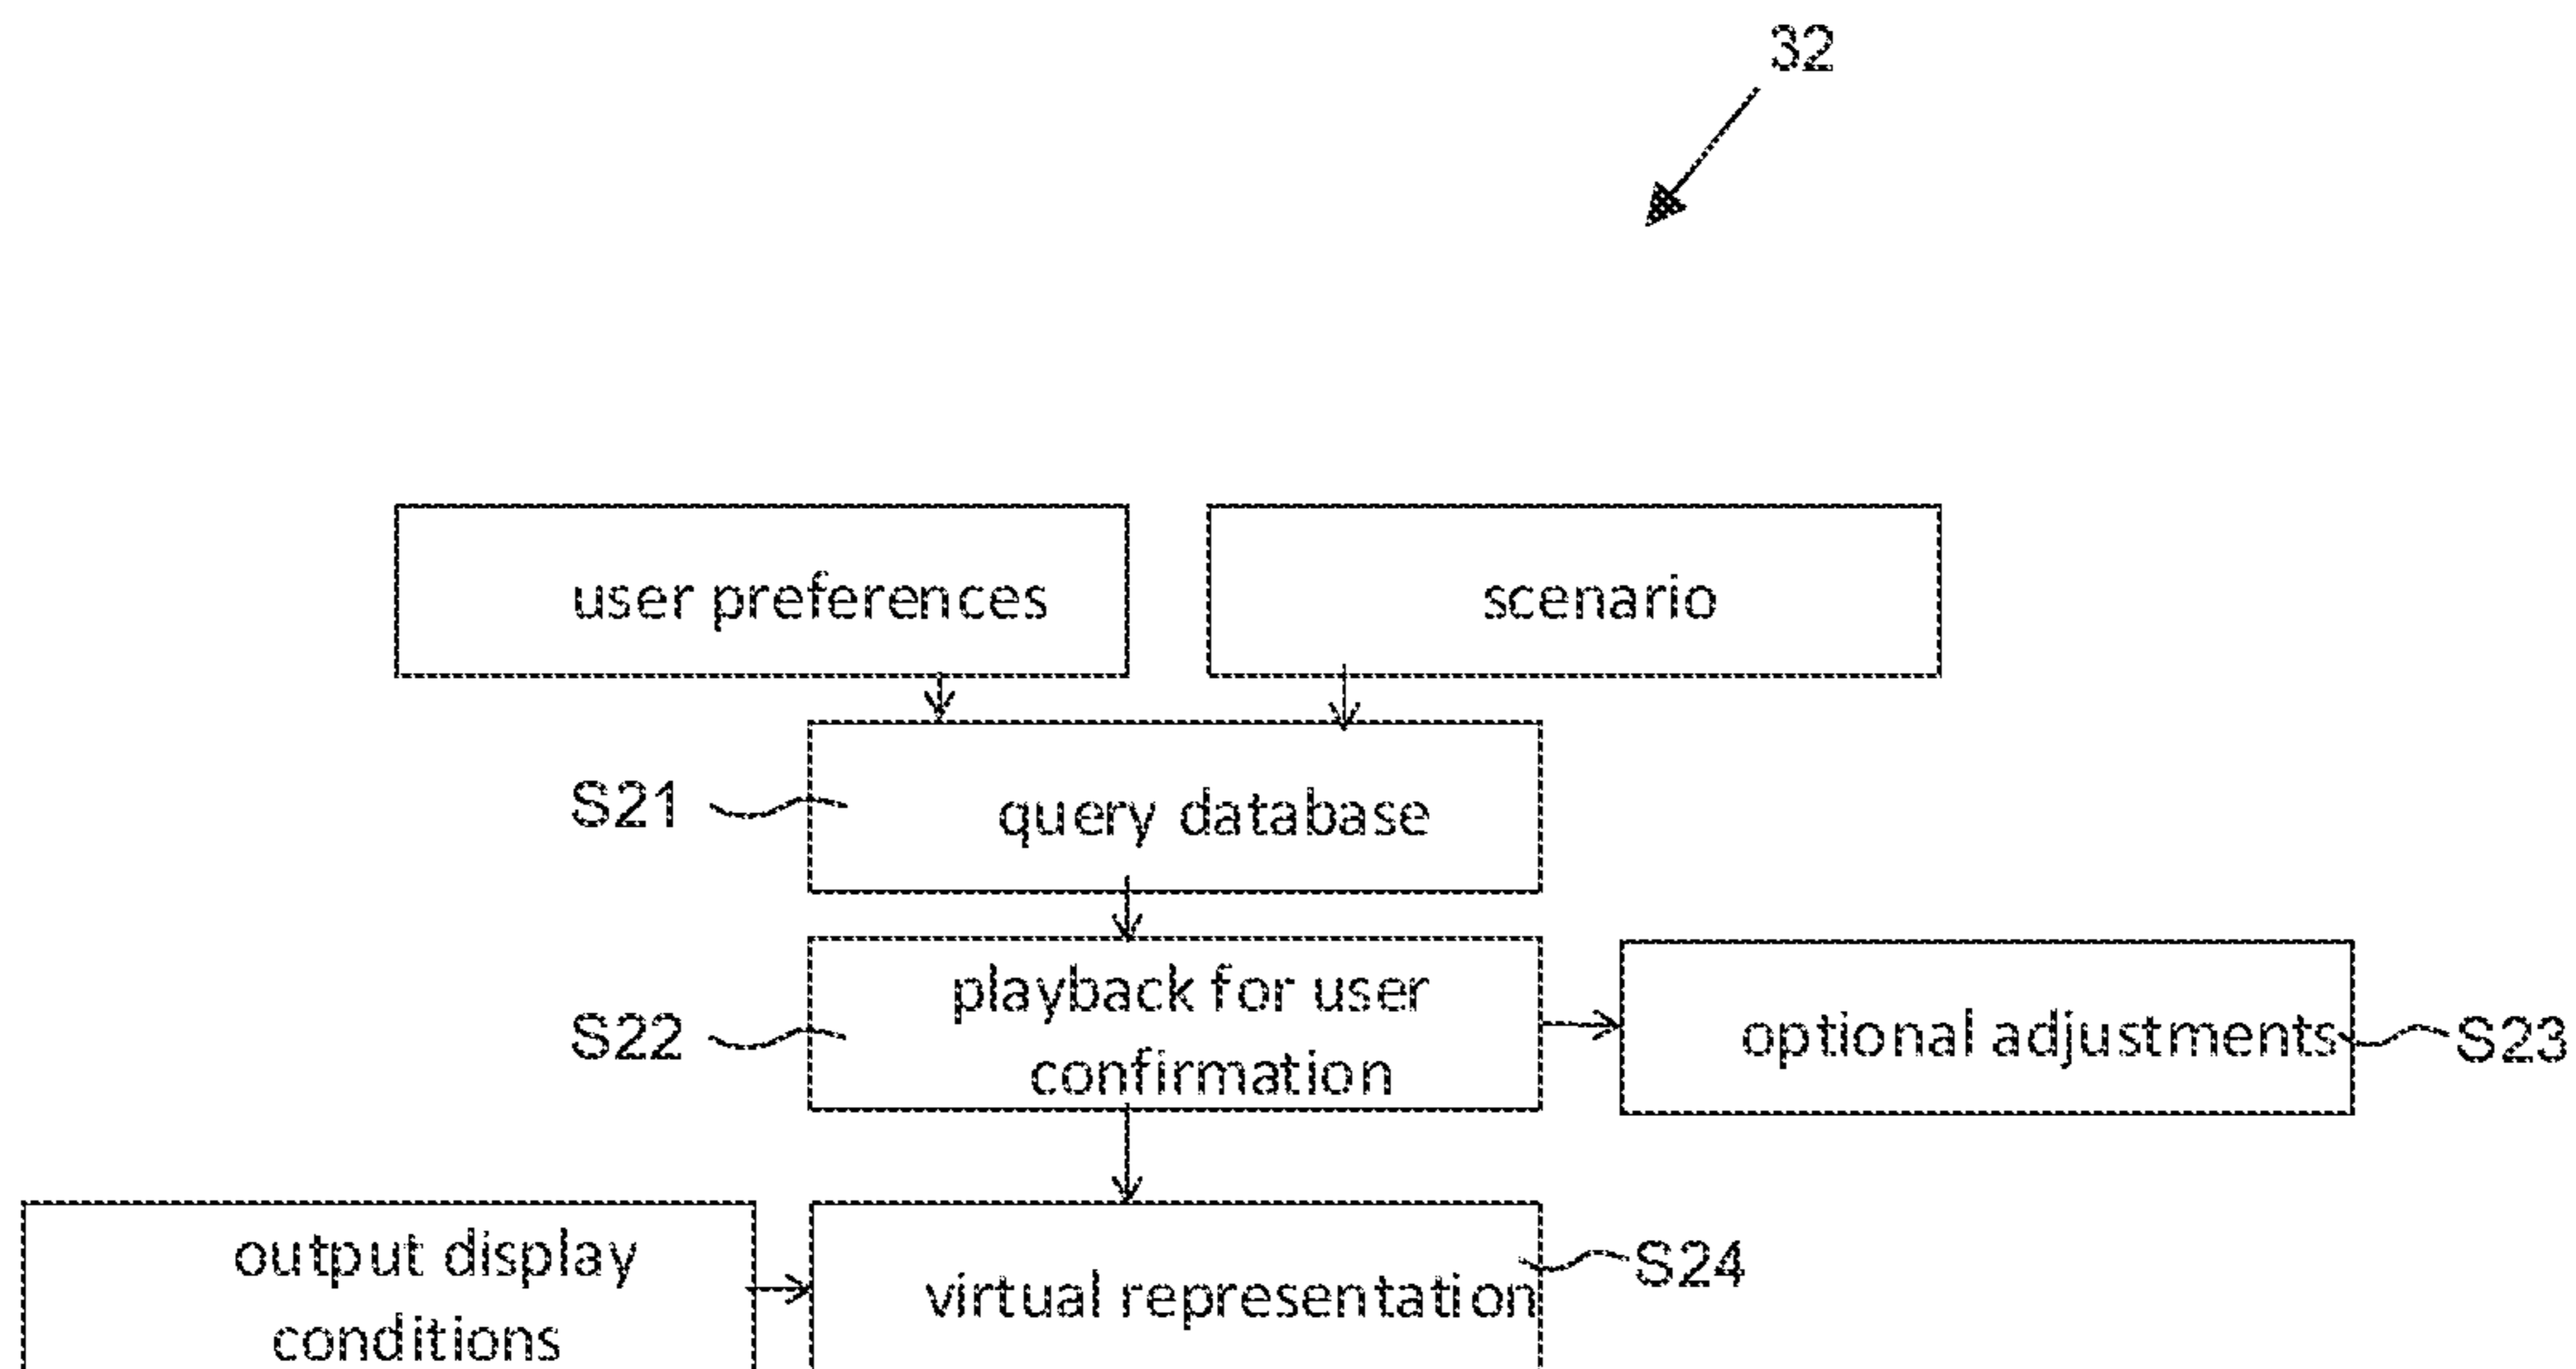 32
user preferences
scenario
S21
query database
S22
playback for user
confirmation
optional adjustments
S23
output display
conditions
virtual representation
S24